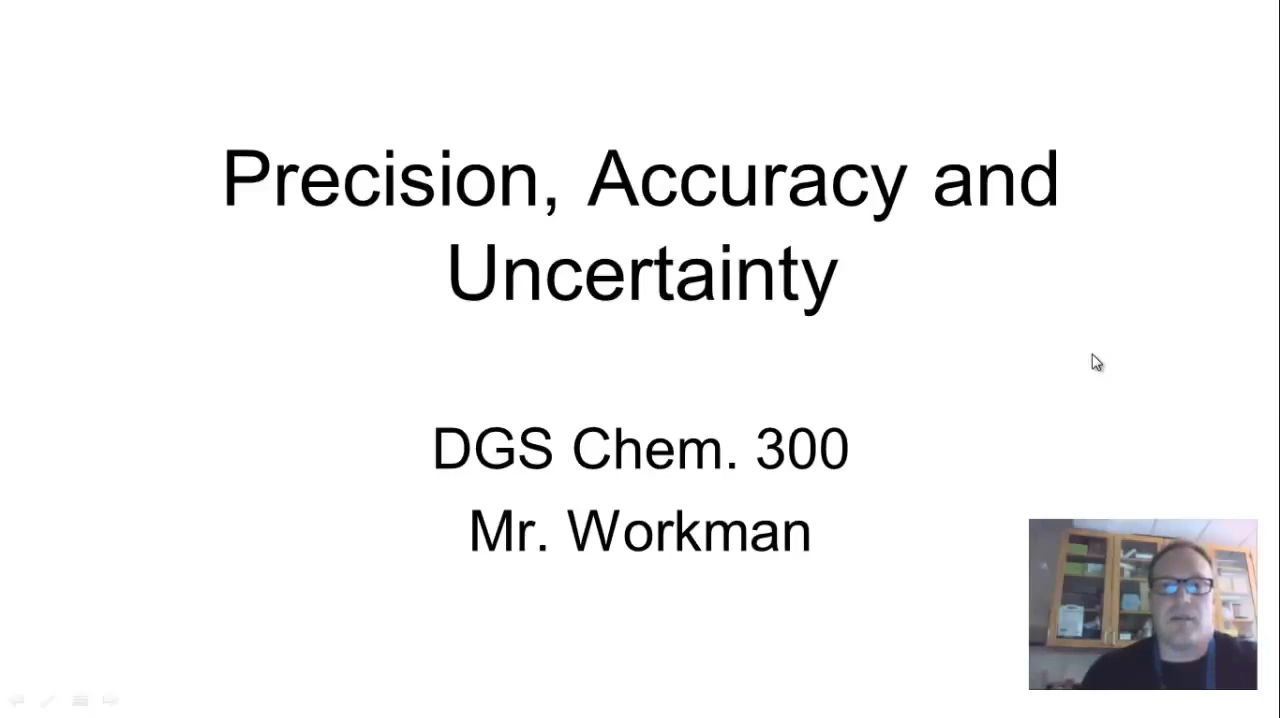 Precision, Accuracy and
Uncertainty
DGS Chem. 300
Mr. Workman